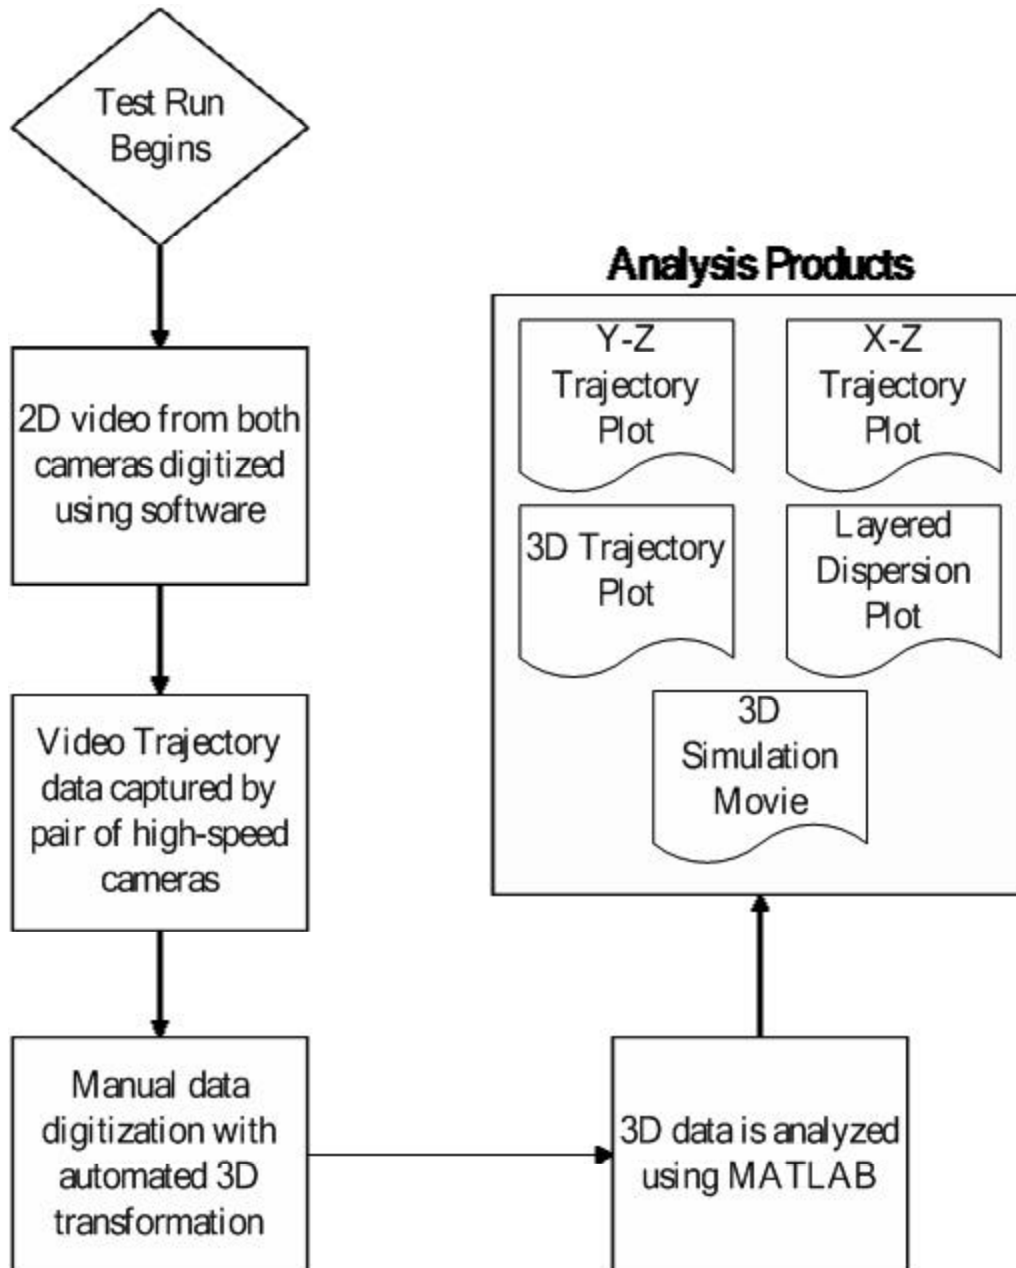 Test Run
Begins
2D video from both
cameras digitized
using software
Video Trajectory
data captured by
pair of high-speed
cameras
Manual data
digitization with
automated 3D
transformation
3D data is analyzed
using MATLAB
Analysis Products
Y-Z
Trajectory
Plot
X-Z
Trajectory
Plot
3D Trajectory
Plot
Layered
Dispersion
Plot
3D
Simulation
Movie